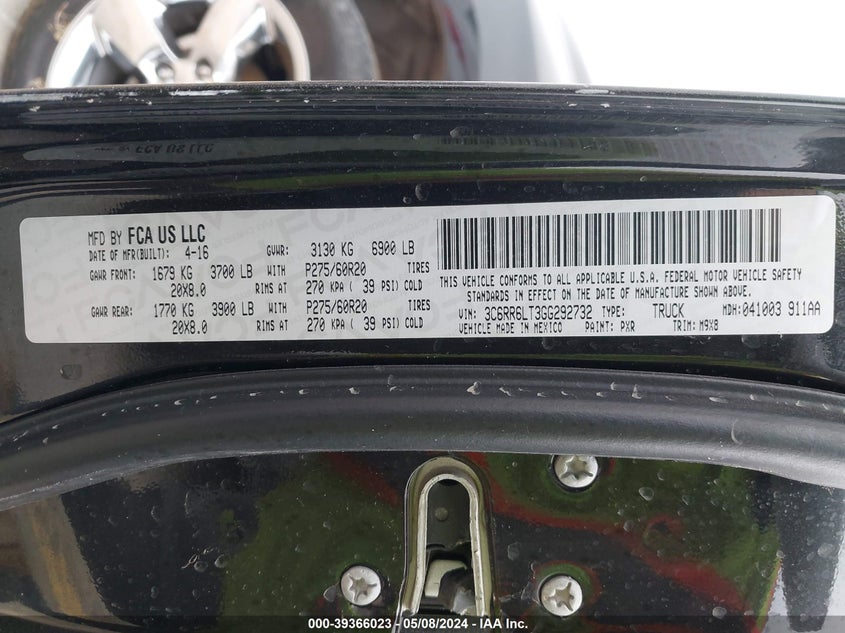 MFD BY FCA US LLC
DATE OF MFR(BUILT): 4-16 GVWR: 3130 KG 6900 LB
GAWR FRONT: 1679 KG 3700 LB WITH P275/60R20 TIRES
20X8.0 RIMS AT 270 KPA ( 39 PSI) COLD
GAWR REAR: 1770 KG 3900 LB WITH P275/60R20 TIRES
20X8.0 RIMS AT 270 KPA ( 39 PSI) COLD
THIS VEHICLE CONFORMS TO ALL APPLICABLE U.S.A. FEDERAL MOTOR VEHICLE SAFETY
STANDARDS IN EFFECT ON THE DATE OF MANUFACTURE SHOWN ABOVE.
VIN: 3C6RR6LT3GG292732 TYPE: TRUCK MDH:041003 911AA
VEHICLE MADE IN MEXICO PAINT: PXR TRIM: M9X8
000-39366023 - 05/08/2024 - IAA Inc.